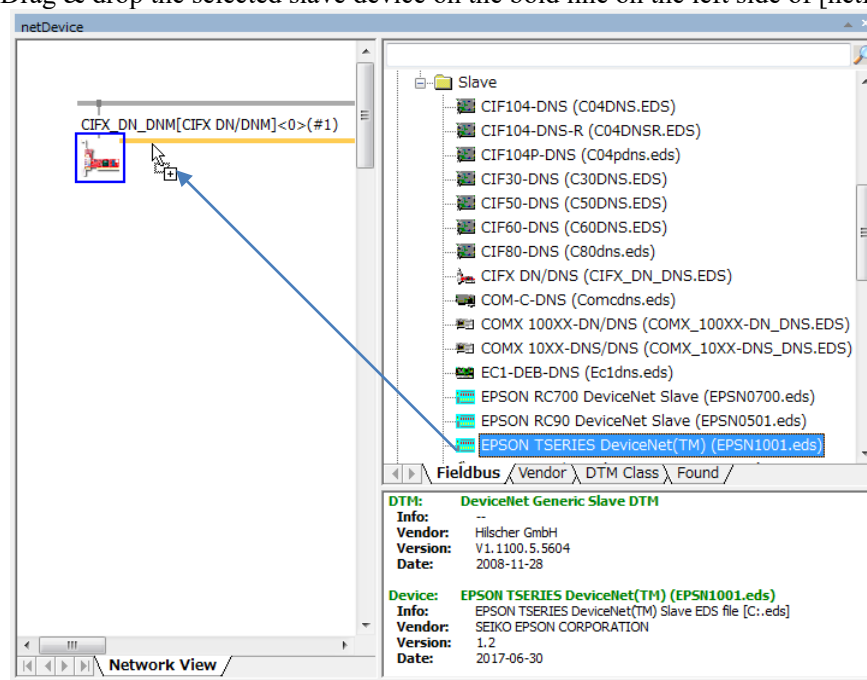 Drag & drop the selected slave device on the bold line on the left side of [net
netDevice
CIFX_DN_DNM[CIFX DN/DNM]<0>(#1)
Network View
Slave
CIF104-DNS (C04DNS.EDS)
CIF104-DNS-R (C04DNSR.EDS)
CIF104P-DNS (C04pdns.eds)
CIF30-DNS (C30DNS.EDS)
CIF50-DNS (C50DNS.EDS)
CIF60-DNS (C60DNS.EDS)
CIF80-DNS (C80dns.eds)
CIFX DN/DNS (CIFX_DN_DNS.EDS)
COM-C-DNS (Comcdns.eds)
COMX 100XX-DN/DNS (COMX_100XX-DN_DNS.EDS)
COMX 10XX-DNS/DNS (COMX_10XX-DNS_DNS.EDS)
EC1-DEB-DNS (Ec1dns.eds)
EPSON RC700 DeviceNet Slave (EPSN0700.eds)
EPSON RC90 DeviceNet Slave (EPSN0501.eds)
EPSON TSERIES DeviceNet(TM) (EPSN1001.eds)
Fieldbus Vendor DTM Class Found
DTM: DeviceNet Generic Slave DTM
Info: --
Vendor: Hilscher GmbH
Version: V1.1100.5.5604
Date: 2008-11-28
Device: EPSON TSERIES DeviceNet(TM) (EPSN1001.eds)
Info: EPSON TSERIES DeviceNet(TM) Slave EDS file [C:.eds]
Vendor: SEIKO EPSON CORPORATION
Version: 1.2
Date: 2017-06-30